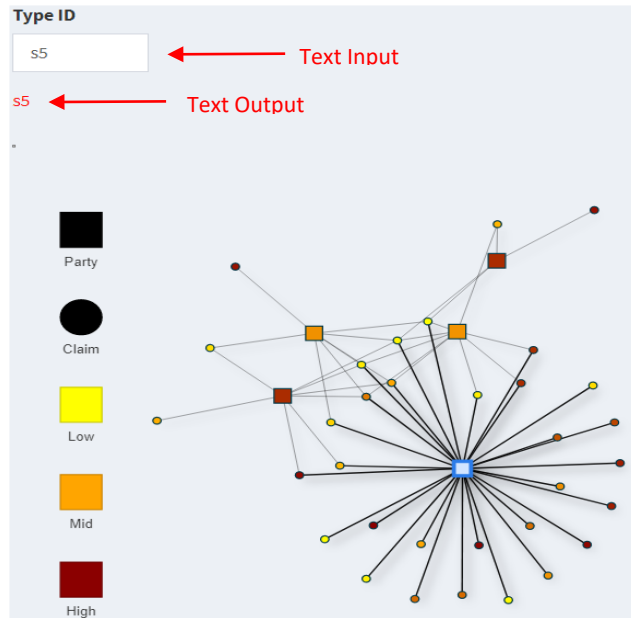 Type ID
s5
Text Input
s5
Text Output
Party
Claim
Low
Mid
High